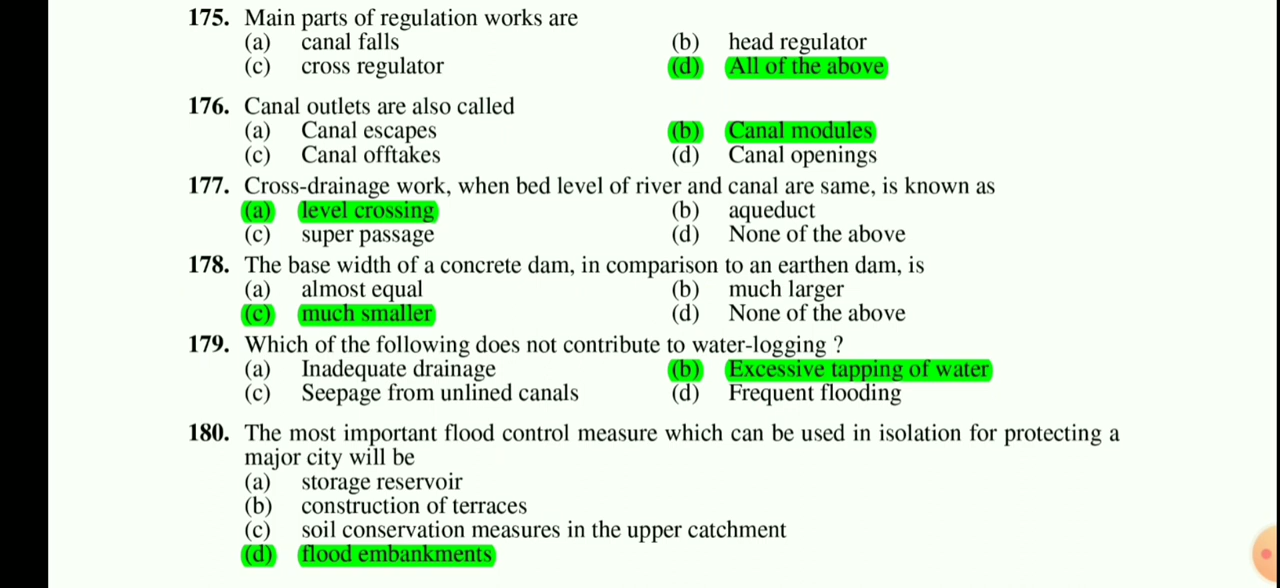 175. Main parts of regulation works are
(a) canal falls (b) head regulator
(c) cross regulator (d) All of the above
176. Canal outlets are also called
(a) Canal escapes (b) Canal modules
(c) Canal offtakes (d) Canal openings
177. Cross-drainage work, when bed level of river and canal are same, is known as
(a) level crossing (b) aqueduct
(c) super passage (d) None of the above
178. The base width of a concrete dam, in comparison to an earthen dam, is
(a) almost equal (b) much larger
(c) much smaller (d) None of the above
179. Which of the following does not contribute to water-logging ?
(a) Inadequate drainage (b) Excessive tapping of water
(c) Seepage from unlined canals (d) Frequent flooding
180. The most important flood control measure which can be used in isolation for protecting a
major city will be
(a) storage reservoir
(b) construction of terraces
(c) soil conservation measures in the upper catchment
(d) flood embankments